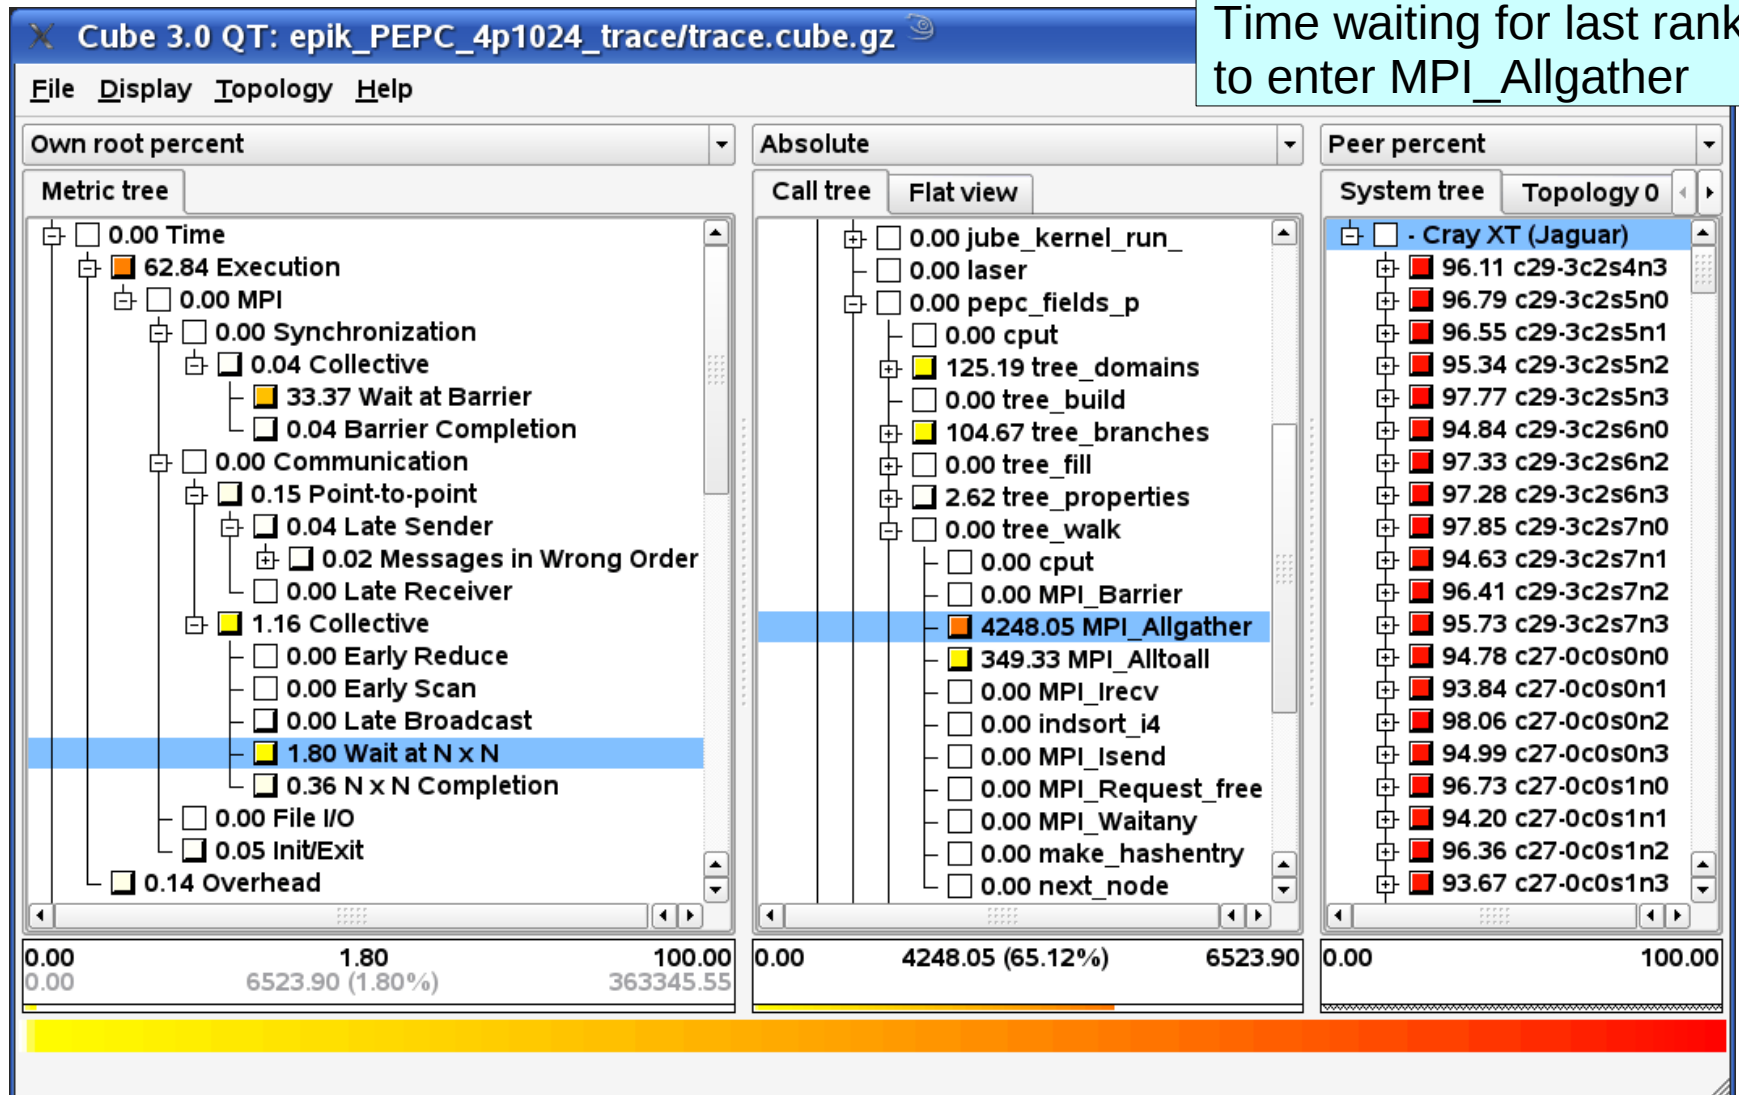 Time waiting for last rank
to enter MPI_Allgather
Cube 3.0 QT: epik_PEPC_4p1024_trace/trace.cube.gz
File Display Topology Help
Own root percent
Metric tree
0.00 Time
62.84 Execution
0.00 MPI
0.00 Synchronization
0.04 Collective
33.37 Wait at Barrier
0.04 Barrier Completion
0.00 Communication
0.15 Point-to-point
0.04 Late Sender
0.02 Messages in Wrong Order
0.00 Late Receiver
1.16 Collective
0.00 Early Reduce
0.00 Early Scan
0.00 Late Broadcast
1.80 Wait at N x N
0.36 N x N Completion
0.00 File I/O
0.05 Init/Exit
0.14 Overhead
0.00 1.80 100.00
0.00 6523.90 (1.80%) 363345.55
Absolute
Call tree Flat view
0.00 jube_kernel_run_
0.00 laser
0.00 pepc_fields_p
0.00 cput
125.19 tree_domains
0.00 tree_build
104.67 tree_branches
0.00 tree_fill
2.62 tree_properties
0.00 tree_walk
0.00 cput
0.00 MPI_Barrier
4248.05 MPI_Allgather
349.33 MPI_Alltoall
0.00 MPI_Irecv
0.00 indsort_i4
0.00 MPI_Isend
0.00 MPI_Request_free
0.00 MPI_Waitany
0.00 make_hashentry
0.00 next_node
0.00 4248.05 (65.12%) 6523.90
Peer percent
System tree Topology 0
- Cray XT (Jaguar)
96.11 c29-3c2s4n3
96.79 c29-3c2s5n0
96.55 c29-3c2s5n1
95.34 c29-3c2s5n2
97.77 c29-3c2s5n3
94.84 c29-3c2s6n0
97.33 c29-3c2s6n2
97.28 c29-3c2s6n3
97.85 c29-3c2s7n0
94.63 c29-3c2s7n1
96.41 c29-3c2s7n2
95.73 c29-3c2s7n3
94.78 c27-0c0s0n0
93.84 c27-0c0s0n1
98.06 c27-0c0s0n2
94.99 c27-0c0s0n3
96.73 c27-0c0s1n0
94.20 c27-0c0s1n1
96.36 c27-0c0s1n2
93.67 c27-0c0s1n3
0.00 100.00